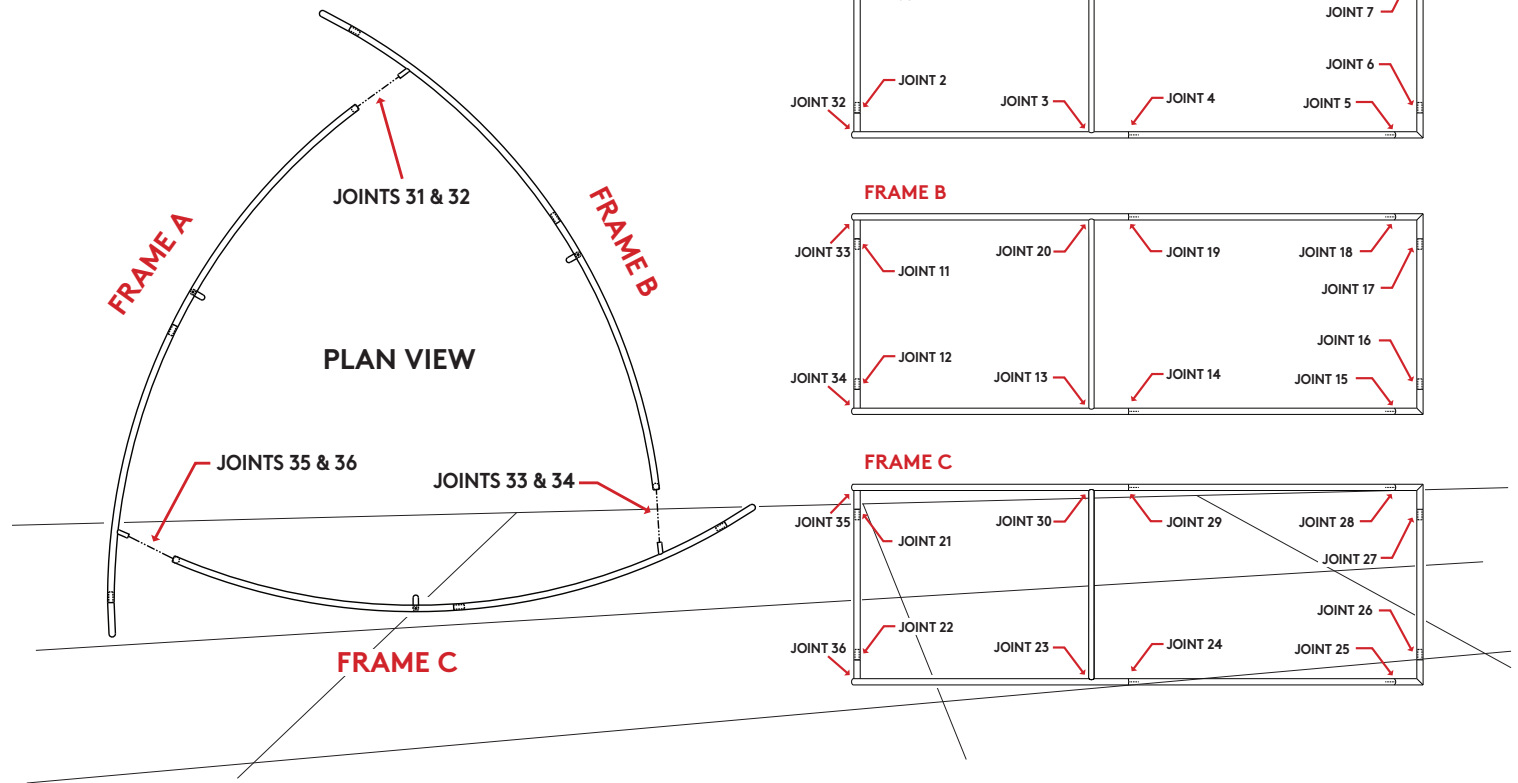 JOINTS 31 & 32
FRAME A
FRAME B
PLAN VIEW
JOINTS 35 & 36
JOINTS 33 & 34
FRAME C
JOINT 7
JOINT 6
JOINT 2
JOINT 32
JOINT 3
JOINT 4
JOINT 5
FRAME B
JOINT 33
JOINT 20
JOINT 19
JOINT 18
JOINT 11
JOINT 17
JOINT 16
JOINT 12
JOINT 34
JOINT 13
JOINT 14
JOINT 15
FRAME C
JOINT 35
JOINT 30
JOINT 29
JOINT 28
JOINT 21
JOINT 27
JOINT 26
JOINT 22
JOINT 36
JOINT 23
JOINT 24
JOINT 25